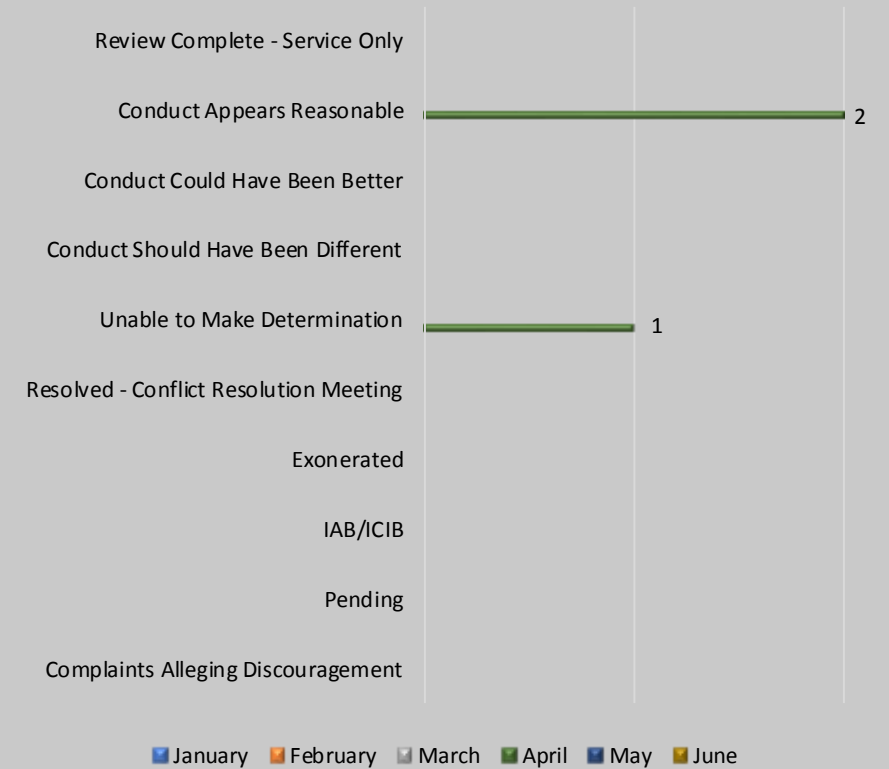 Review Complete - Service Only
Conduct Appears Reasonable
2
Conduct Could Have Been Better
Conduct Should Have Been Different
Unable to Make Determination
1
Resolved - Conflict Resolution Meeting
Exonerated
IAB/ICIB
Pending
Complaints Alleging Discouragement
January February March April May June